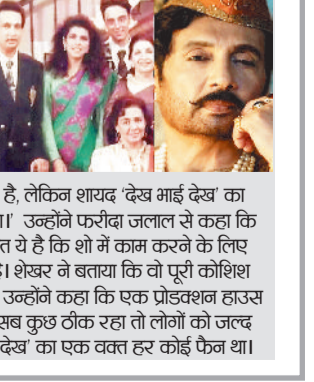 है, लेकिन शायद ‘देख भाई देख’ का
।’ उन्होंने फरीदा जलाल से कहा कि
त ये है कि शो में काम करने के लिए
। शेखर ने बताया कि वो पूरी कोशिश
उन्होंने कहा कि एक प्रोडक्शन हाउस
सब कुछ ठीक रहा तो लोगों को जल्द
देख’ का एक वक्त हर कोई फैन था।